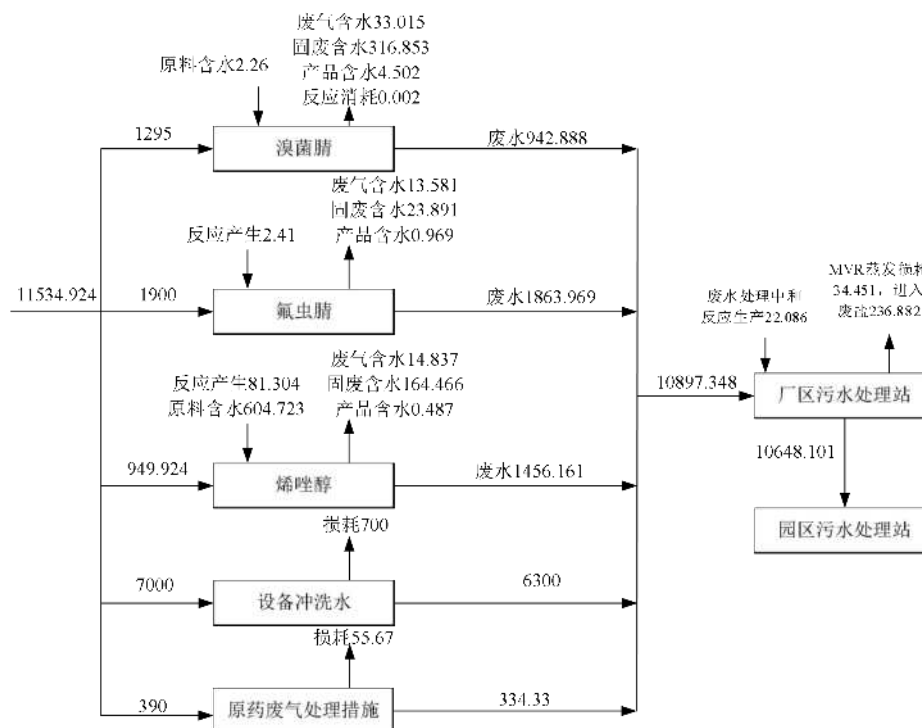 废气含水33.015
固废含水316.853
产品含水4.502
反应消耗0.002
原料含水2.26
1295
溴菌腈
废水942.888
废气含水13.581
固废含水23.891
产品含水0.969
反应产生2.41
11534.924
1900
氟虫腈
废水1863.969
废气含水14.837
固废含水164.466
产品含水0.487
反应产生81.304
原料含水604.723
949.924
烯唑醇
废水1456.161
损耗700
7000
设备冲洗水
6300
损耗55.67
390
原药废气处理措施
334.33
10897.348
废水处理中和
反应生产22.086
MVR蒸发损耗
34.451，进入
废盐236.882
厂区污水处理站
10648.101
园区污水处理站